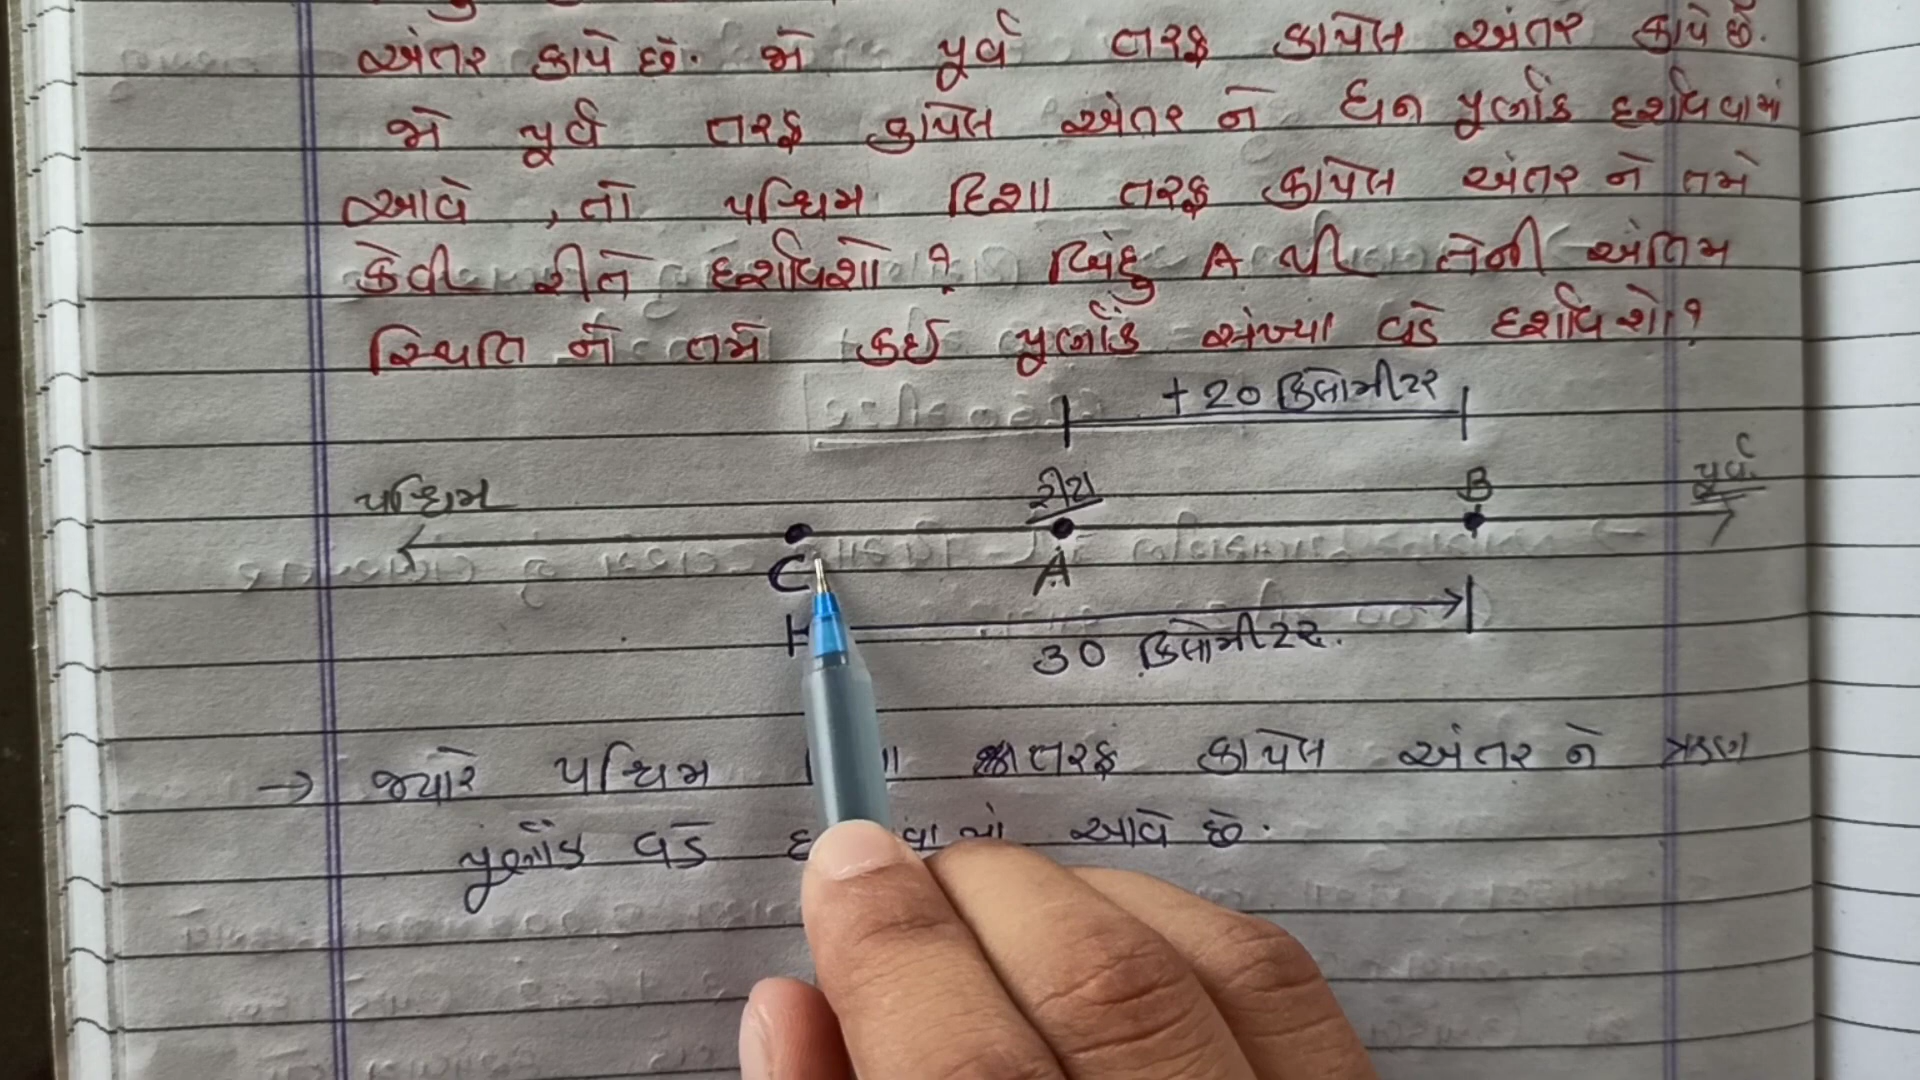 અંતર કાપે છે. જો પૂર્વ તરફ કાપેલ અંતર કાપે છે.
જો પૂર્વ તરફ કાપેલ અંતર ને ધન પૂર્ણાંક દર્શાવવામાં
આવે , તો પશ્ચિમ દિશા તરફ કાપેલ અંતર ને તમે
કેવી રીતે દર્શાવશો ? બિંદુ A થી તેની અંતિમ
સ્થિતિ ને તમે કઈ પૂર્ણાંક સંખ્યા વડે દર્શાવશો ?
+ 20 કિલોમીટર
પશ્ચિમ રીટા B પૂર્વ
C A
30 કિલોમીટર.
→ જ્યારે પશ્ચિમ તરફ કાપેલ અંતર ને ઋણ
પૂર્ણાંક વડે આવે છે.